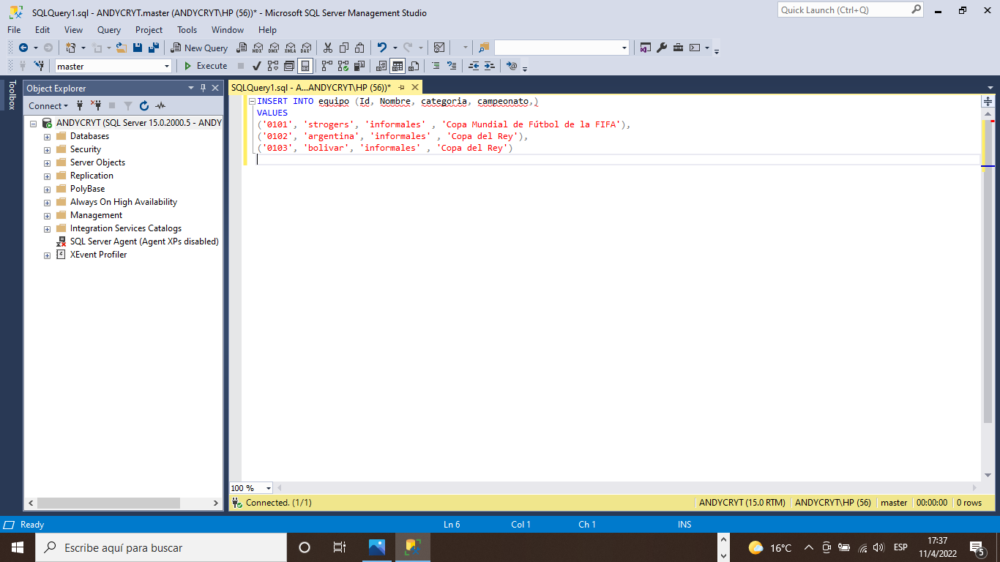 SQLQuery1.sql - ANDYCRYT.master (ANDYCRYT\HP (56))* - Microsoft SQL Server Management Studio
Quick Launch (Ctrl+Q)
File Edit View Query Project Tools Window Help
New Query MDX DMX XMLA DAX
master Execute
Toolbox
Object Explorer
SQLQuery1.sql - A...ANDYCRYT\HP (56))*
Connect
ANDYCRYT (SQL Server 15.0.2000.5 - ANDY
Databases
Security
Server Objects
Replication
PolyBase
Always On High Availability
Management
Integration Services Catalogs
SQL Server Agent (Agent XPs disabled)
XEvent Profiler
INSERT INTO equipo (Id, Nombre, categoria, campeonato,)
VALUES
('0101', 'strogers', 'informales' , 'Copa Mundial de Fútbol de la FIFA'),
('0102', 'argentina', 'informales' , 'Copa del Rey'),
('0103', 'bolivar', 'informales' , 'Copa del Rey')
100 %
Connected. (1/1) ANDYCRYT (15.0 RTM) ANDYCRYT\HP (56) master 00:00:00 0 rows
Ready Ln 6 Col 1 Ch 1 INS
Escribe aquí para buscar
16°C ESP
17:37
11/4/2022
5